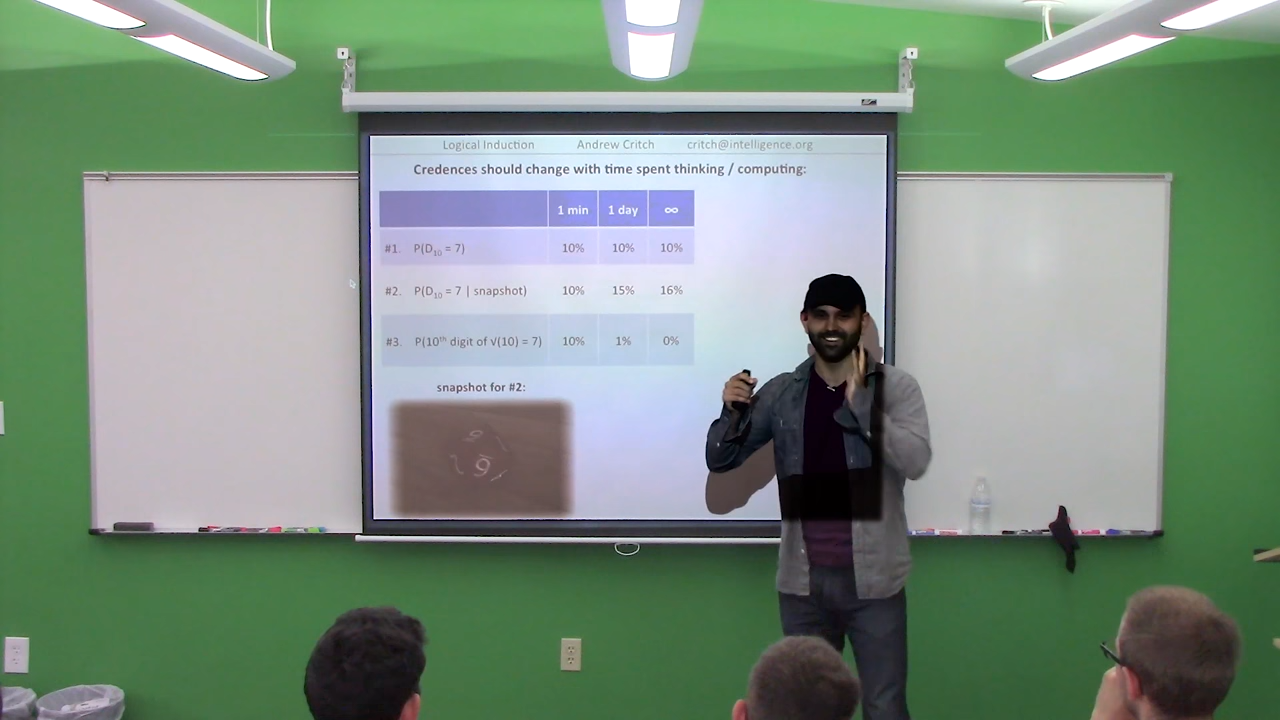 Logical Induction Andrew Critch critch@intelligence.org
Credences should change with time spent thinking / computing:
1 min 1 day ∞
#1. P(D10 = 7) 10% 10% 10%
#2. P(D10 = 7 | snapshot) 10% 15% 16%
#3. P(10th digit of √(10) = 7) 10% 1% 0%
snapshot for #2: